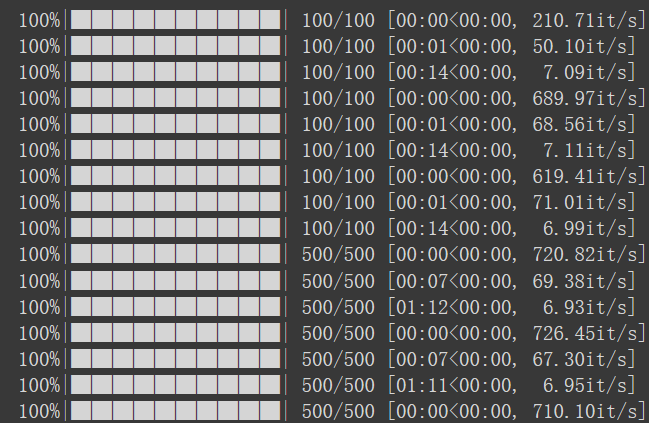 100%|██████████| 100/100 [00:00<00:00, 210.71it/s]
100%|██████████| 100/100 [00:01<00:00, 50.10it/s]
100%|██████████| 100/100 [00:14<00:00, 7.09it/s]
100%|██████████| 100/100 [00:00<00:00, 689.97it/s]
100%|██████████| 100/100 [00:01<00:00, 68.56it/s]
100%|██████████| 100/100 [00:14<00:00, 7.11it/s]
100%|██████████| 100/100 [00:00<00:00, 619.41it/s]
100%|██████████| 100/100 [00:01<00:00, 71.01it/s]
100%|██████████| 100/100 [00:14<00:00, 6.99it/s]
100%|██████████| 500/500 [00:00<00:00, 720.82it/s]
100%|██████████| 500/500 [00:07<00:00, 69.38it/s]
100%|██████████| 500/500 [01:12<00:00, 6.93it/s]
100%|██████████| 500/500 [00:00<00:00, 726.45it/s]
100%|██████████| 500/500 [00:07<00:00, 67.30it/s]
100%|██████████| 500/500 [01:11<00:00, 6.95it/s]
100%|██████████| 500/500 [00:00<00:00, 710.10it/s]